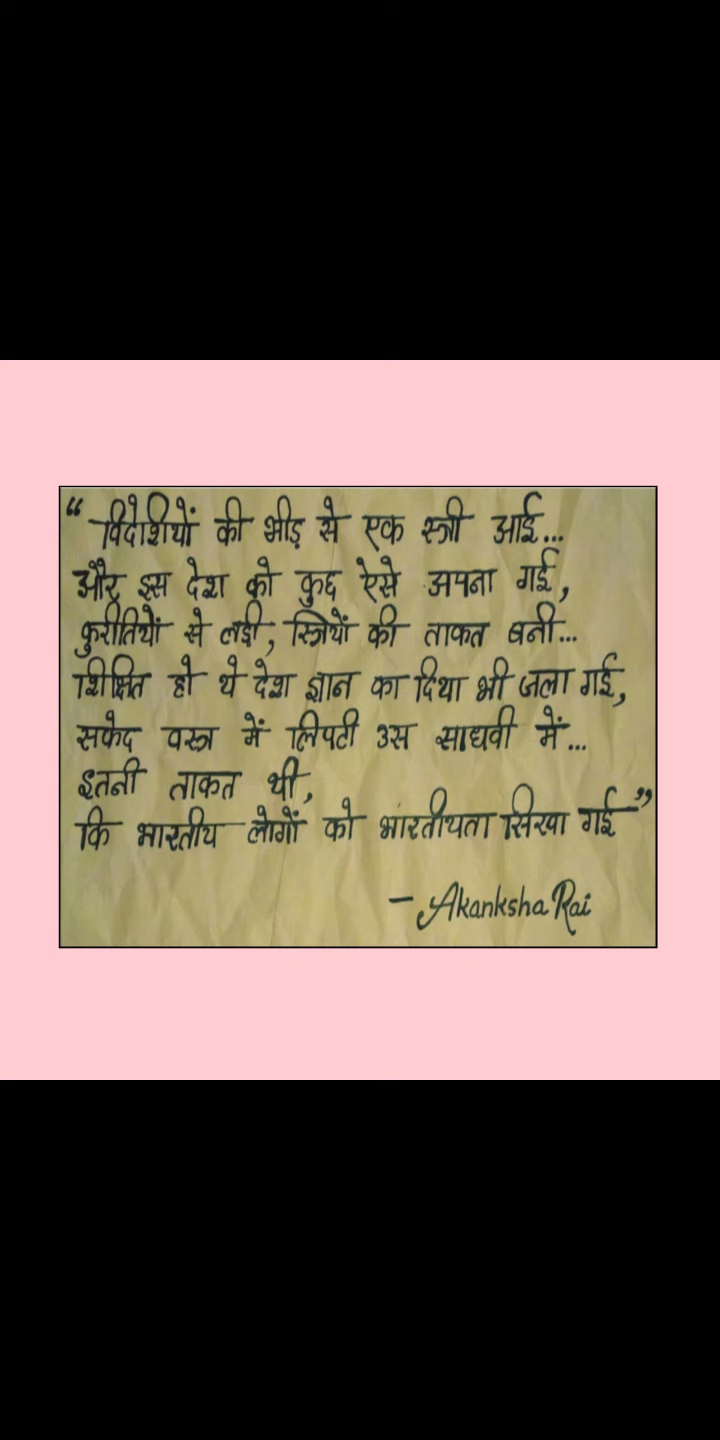 “ विदेशियों की भीड़ से एक स्त्री आई...
और इस देश को कुछ ऐसे अपना गई,
कुरीतियों से लड़ी, स्त्रियों की ताकत बनी...
शिक्षित हो ये देश ज्ञान का दिया भी जला गई,
सफेद वस्त्र में लिपटी उस साधवी में...
इतनी ताकत थी,
कि भारतीय लोगों को भारतीयता सिखा गई ”
– Akanksha Rai